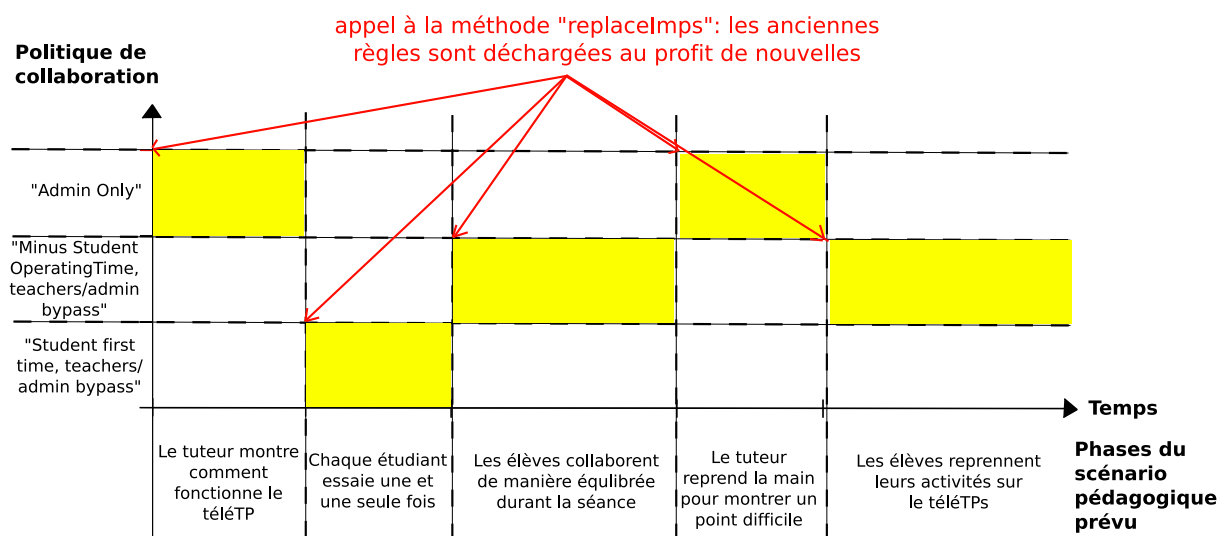 appel à la méthode "replaceImps": les anciennes
règles sont déchargées au profit de nouvelles
Politique de
collaboration
"Admin Only"
"Minus Student
OperatingTime,
teachers/admin
bypass"
"Student first
time, teachers/
admin bypass"
Temps
Le tuteur montre
comment
fonctionne le
téléTP
Chaque étudiant
essaie une et
une seule fois
Les élèves collaborent
de manière équlibrée
durant la séance
Le tuteur
reprend la main
pour montrer un
point difficile
Les élèves reprennent
leurs activités sur
le téléTPs
Phases du
scénario
pédagogique
prévu